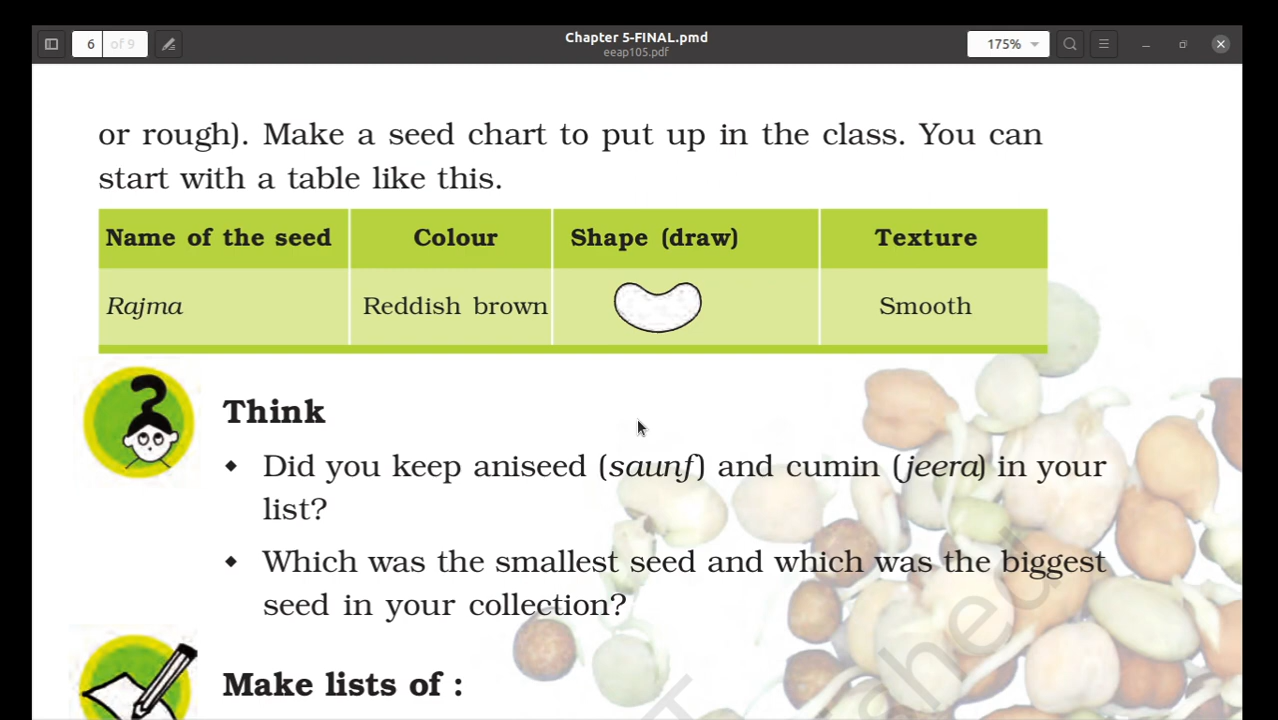 Chapter 5-FINAL.pmd
eeap105.pdf
6 of 9
175%
or rough). Make a seed chart to put up in the class. You can
start with a table like this.
Name of the seed Colour Shape (draw) Texture
Rajma Reddish brown Smooth
Think
• Did you keep aniseed (saunf) and cumin (jeera) in your
list?
• Which was the smallest seed and which was the biggest
seed in your collection?
Make lists of :